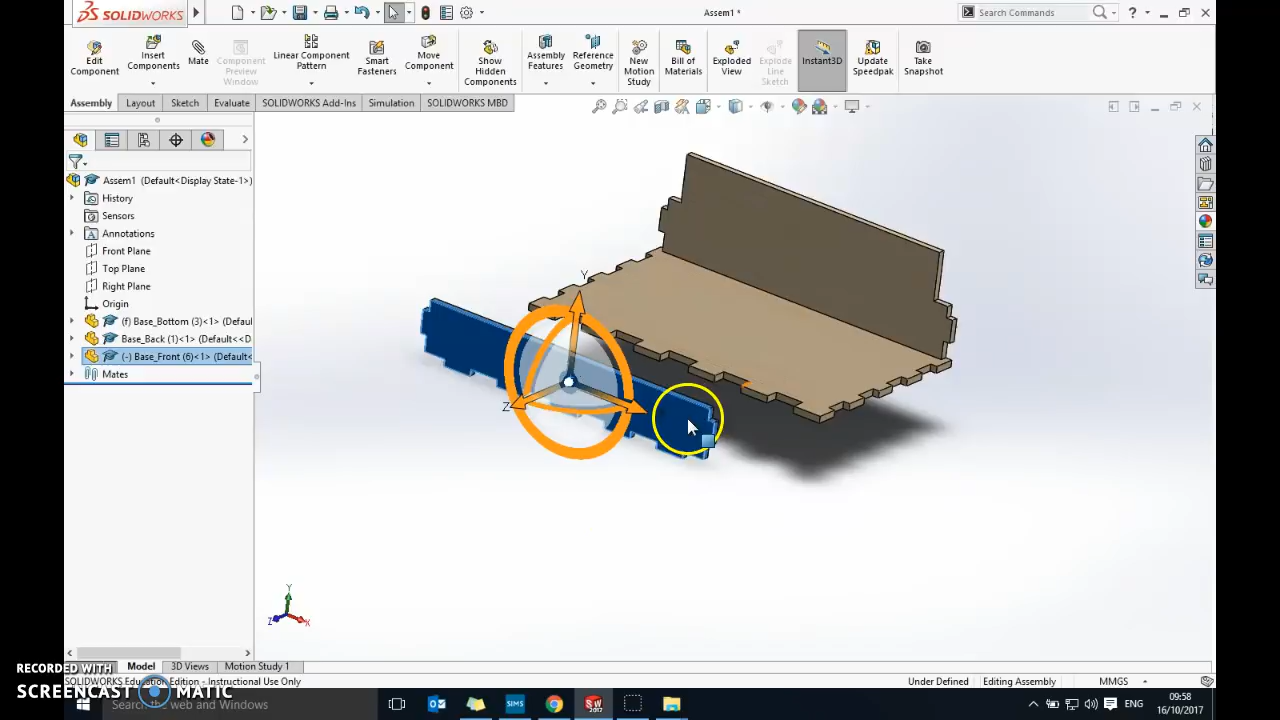 SOLIDWORKS
Assem1 *
Search Commands
?
Edit Component
Insert Components
Mate
Component Preview Window
Linear Component Pattern
Smart Fasteners
Move Component
Show Hidden Components
Assembly Features
Reference Geometry
New Motion Study
Bill of Materials
Exploded View
Explode Line Sketch
Instant3D
Update Speedpak
Take Snapshot
Assembly
Layout
Sketch
Evaluate
SOLIDWORKS Add-Ins
Simulation
SOLIDWORKS MBD
Assem1 (Default<Display State-1>)
History
Sensors
Annotations
Front Plane
Top Plane
Right Plane
Origin
(f) Base_Bottom (3)<1> (Defaul
Base_Back (1)<1> (Default<<D
(-) Base_Front (6)<1> (Default<
Mates
Y
Z
Y
Z
X
Model
3D Views
Motion Study 1
RECORDED WITH
SCREENCAST MATIC
SOLIDWORKS Education Edition - Instructional Use Only
Under Defined
Editing Assembly
MMGS
Search the web and Windows
SIMS
SW
2017
ENG
09:58
16/10/2017